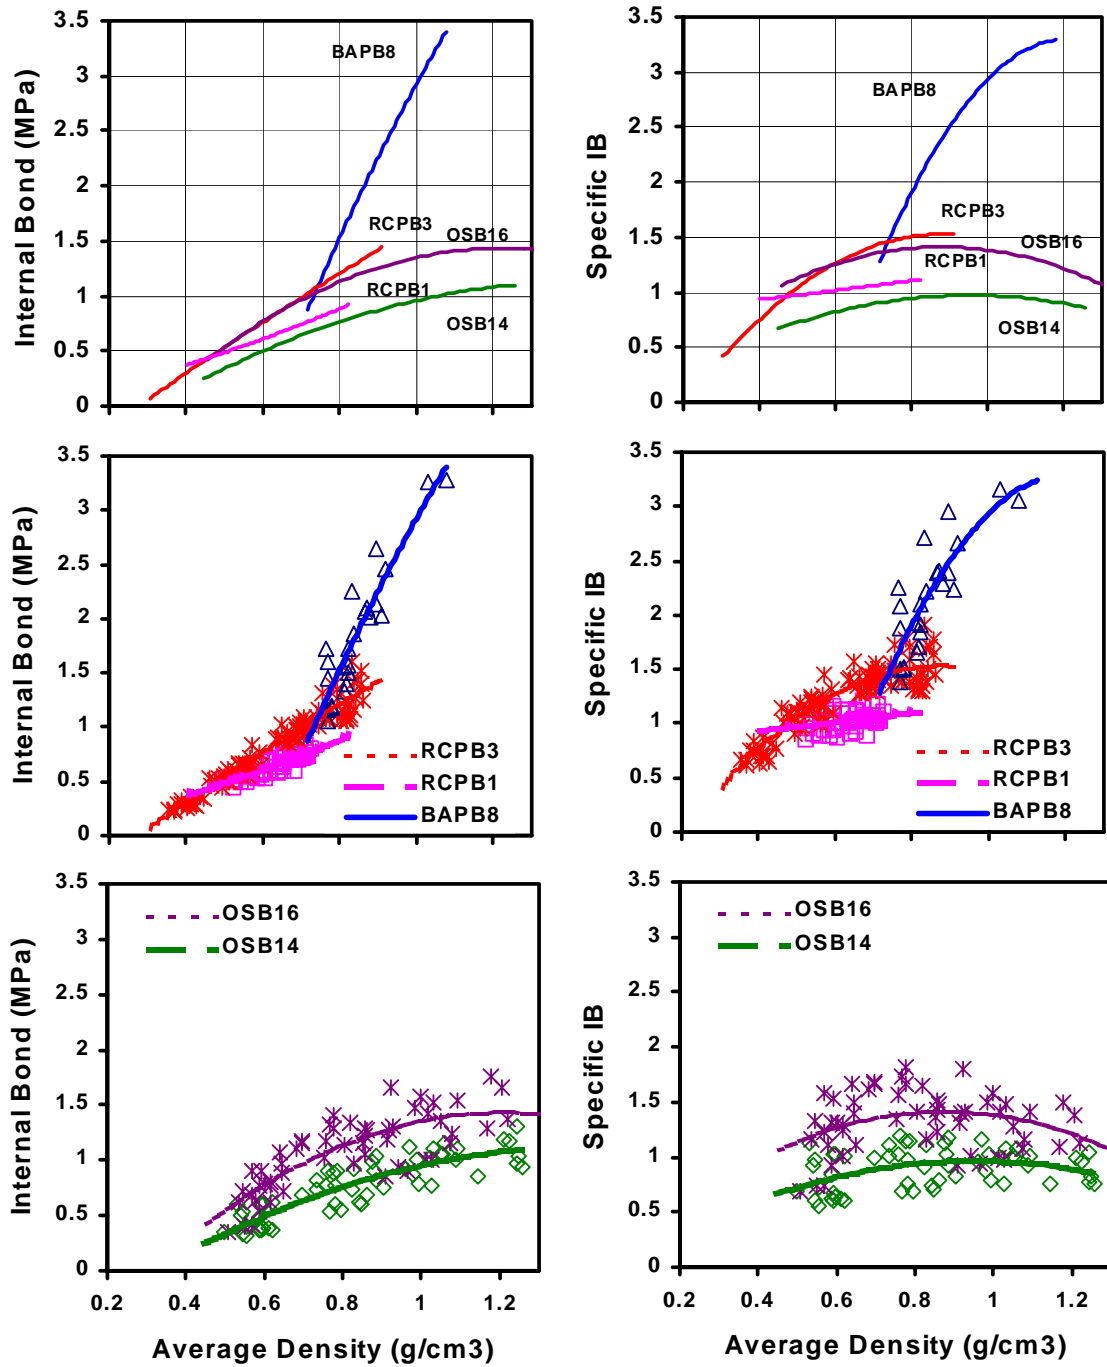 3.5
3
2.5
2
1.5
1
0.5
0
Internal Bond (MPa)
BAPB8
RCPB3
OSB16
RCPB1
OSB14
3.5
3
2.5
2
1.5
1
0.5
0
Specific IB
BAPB8
RCPB3
OSB16
RCPB1
OSB14
3.5
3
2.5
2
1.5
1
0.5
0
Internal Bond (MPa)
RCPB3
RCPB1
BAPB8
3.5
3
2.5
2
1.5
1
0.5
0
Specific IB
RCPB3
RCPB1
BAPB8
3.5
3
2.5
2
1.5
1
0.5
0
Internal Bond (MPa)
OSB16
OSB14
0.2 0.4 0.6 0.8 1 1.2
Average Density (g/cm3)
3.5
3
2.5
2
1.5
1
0.5
0
Specific IB
OSB16
OSB14
0.2 0.4 0.6 0.8 1 1.2
Average Density (g/cm3)